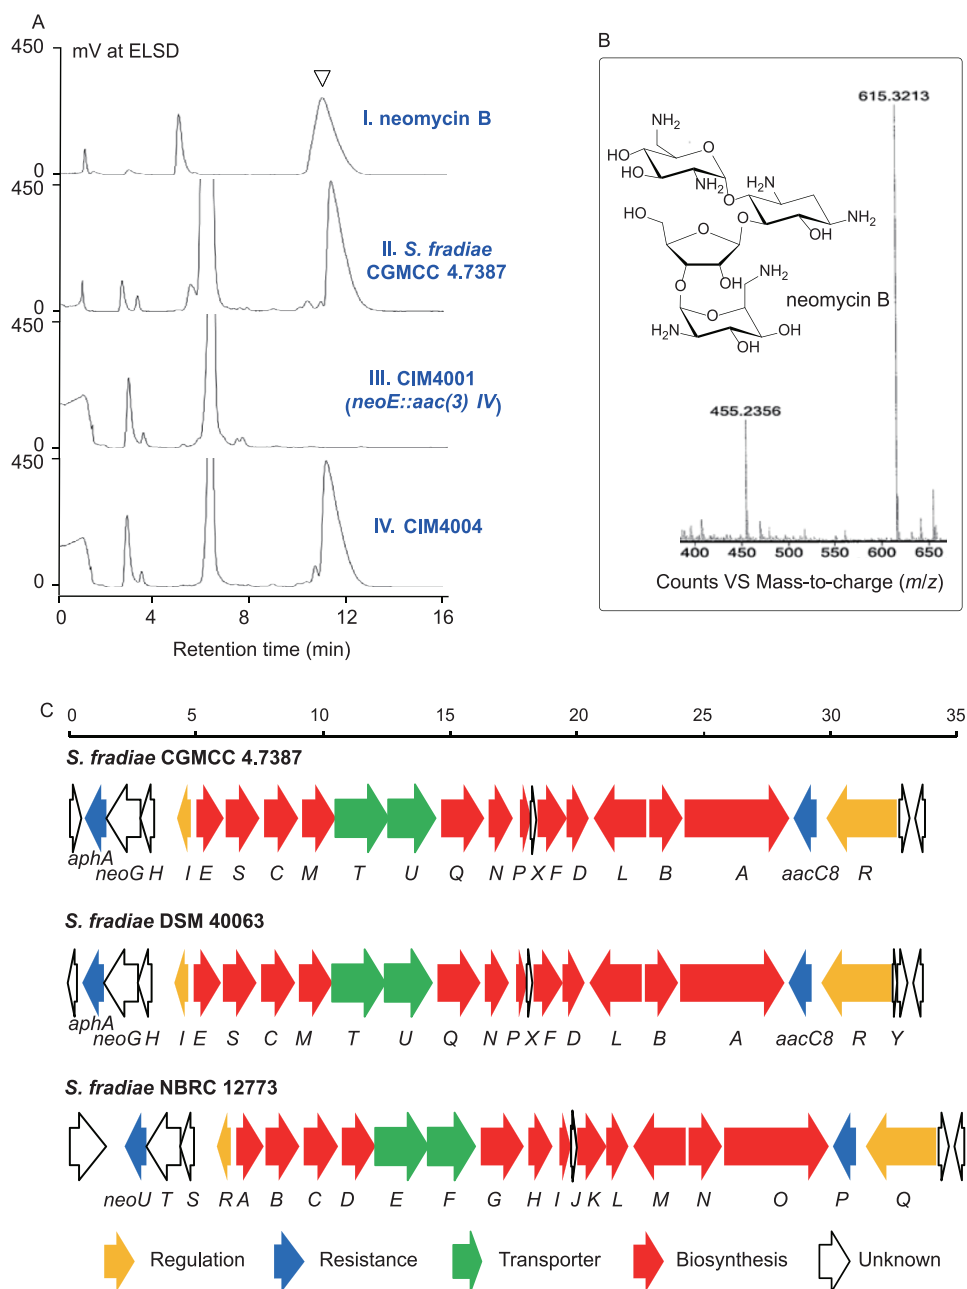 A
450
mV at ELSD
I. neomycin B
0
450
II. S. fradiae
CGMCC 4.7387
0
450
III. CIM4001
(neoE::aac(3) IV)
0
450
IV. CIM4004
0
0 4 8 12 16
Retention time (min)
B
615.3213
NH2
O
HO
HO
NH2
H2N
O
NH2
HO
O
O
OH
O
OH
NH2
neomycin B
O
H2N
OH
OH
455.2356
400 450 500 550 600 650
Counts VS Mass-to-charge (m/z)
C
0 5 10 15 20 25 30 35
S. fradiae CGMCC 4.7387
aphA
neoG H I E S C M T U Q N P X F D L B A aacC8 R
S. fradiae DSM 40063
aphA
neoG H I E S C M T U Q N P X F D L B A aacC8 R Y
S. fradiae NBRC 12773
neoU T S R A B C D E F G H I J K L M N O P Q
Regulation Resistance Transporter Biosynthesis Unknown